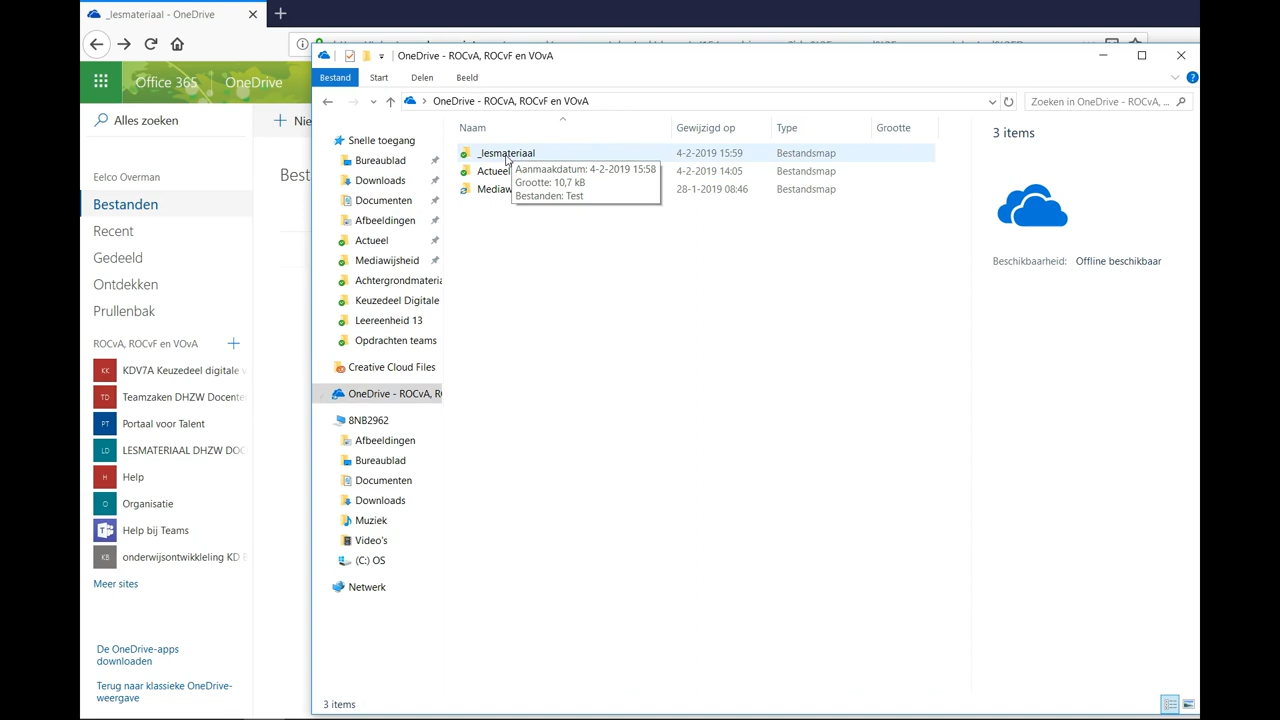 _lesmateriaal - OneDrive
Office 365
OneDrive
Alles zoeken
Eelco Overman
Bestanden
Recent
Gedeeld
Ontdekken
Prullenbak
ROCvA, ROCvF en VOvA
KK KDV7A Keuzedeel digitale
TD Teamzaken DHZW Docente
PT Portaal voor Talent
LD LESMATERIAAL DHZW DOC
H Help
O Organisatie
Help bij Teams
KB onderwijsontwikkleling KD B
Meer sites
De OneDrive-apps
downloaden
Terug naar klassieke OneDrive-
weergave
Nie
Best
OneDrive - ROCvA, ROCvF en VOvA
Bestand Start Delen Beeld
OneDrive - ROCvA, ROCvF en VOvA
Zoeken in OneDrive - ROCvA, ...
Snelle toegang
Bureaublad
Downloads
Documenten
Afbeeldingen
Actueel
Mediawijsheid
Achtergrondmateria
Keuzedeel Digitale
Leereenheid 13
Opdrachten teams
Creative Cloud Files
OneDrive - ROCvA, R
8NB2962
Afbeeldingen
Bureaublad
Documenten
Downloads
Muziek
Video's
(C:) OS
Netwerk
Naam Gewijzigd op Type Grootte
_lesmateriaal 4-2-2019 15:59 Bestandsmap
Actueel 4-2-2019 14:05 Bestandsmap
Mediaw 28-1-2019 08:46 Bestandsmap
Aanmaakdatum: 4-2-2019 15:58
Grootte: 10,7 kB
Bestanden: Test
3 items
Beschikbaarheid: Offline beschikbaar
3 items